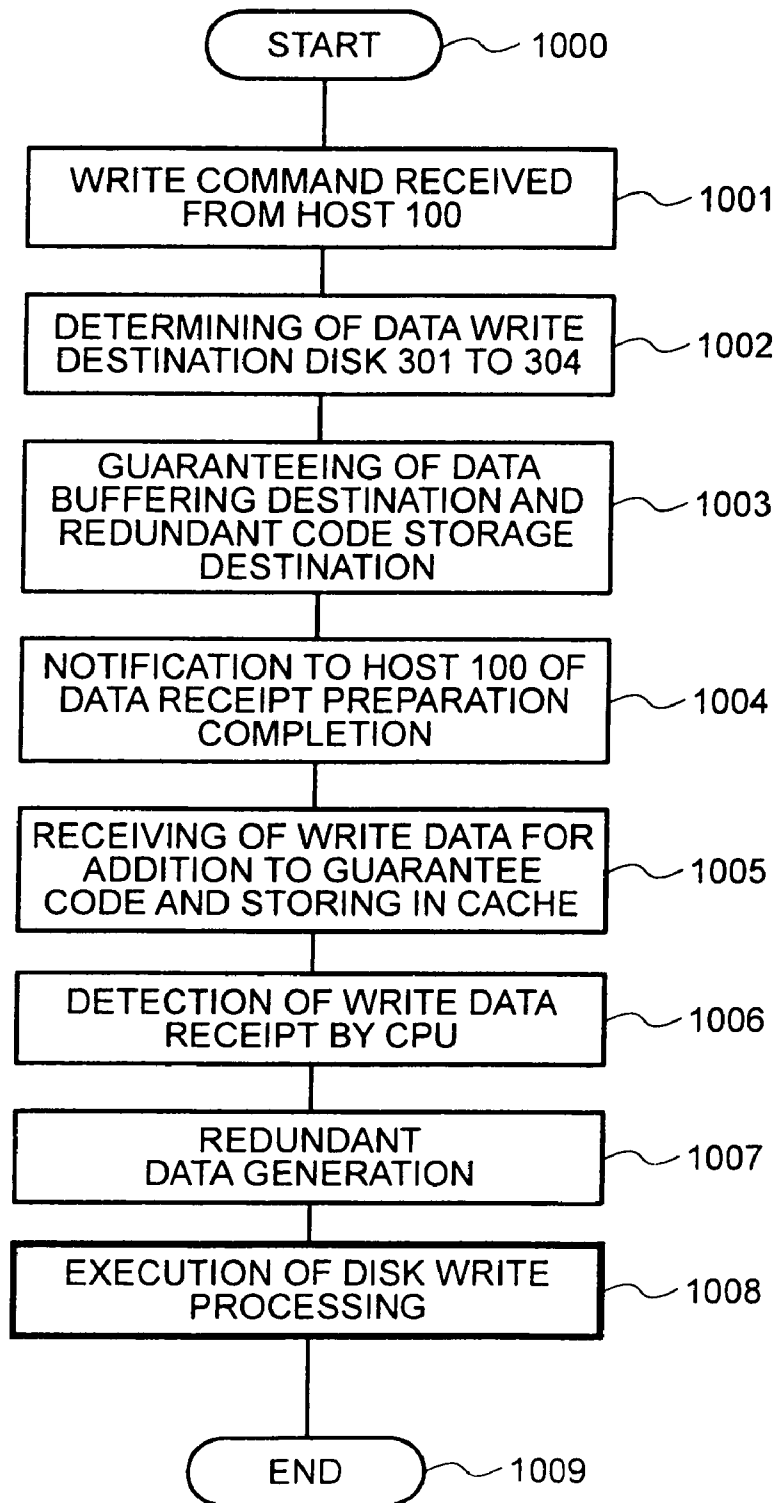 START
1000
WRITE COMMAND RECEIVED
FROM HOST 100
1001
DETERMINING OF DATA WRITE
DESTINATION DISK 301 TO 304
1002
GUARANTEEING OF DATA
BUFFERING DESTINATION AND
REDUNDANT CODE STORAGE
DESTINATION
1003
NOTIFICATION TO HOST 100 OF
DATA RECEIPT PREPARATION
COMPLETION
1004
RECEIVING OF WRITE DATA FOR
ADDITION TO GUARANTEE
CODE AND STORING IN CACHE
1005
DETECTION OF WRITE DATA
RECEIPT BY CPU
1006
REDUNDANT
DATA GENERATION
1007
EXECUTION OF DISK WRITE
PROCESSING
1008
END
1009